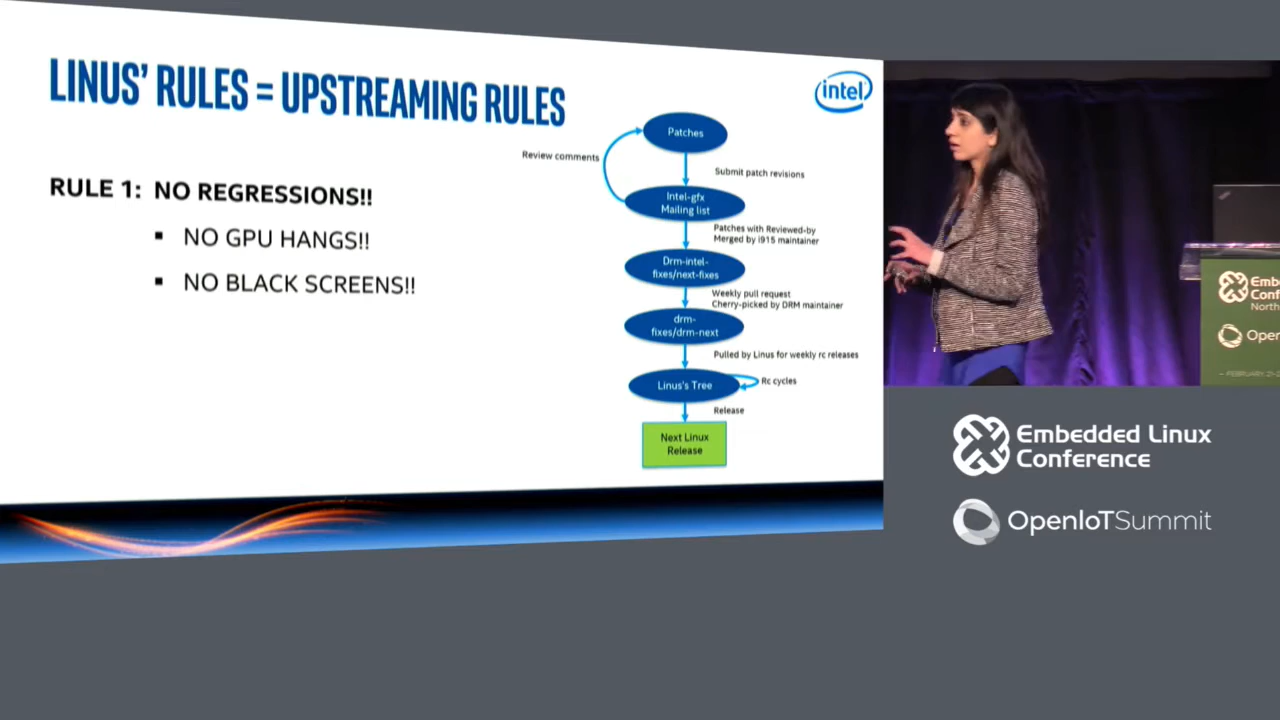 LINUS' RULES = UPSTREAMING RULES
intel
RULE 1: NO REGRESSIONS!!
▪ NO GPU HANGS!!
▪ NO BLACK SCREENS!!
Patches
Review comments
Submit patch revisions
Intel-gfx
Mailing list
Patches with Reviewed-by
Merged by i915 maintainer
Drm-intel-
fixes/next-fixes
Weekly pull request
Cherry-picked by DRM maintainer
drm-
fixes/drm-next
Pulled by Linus for weekly rc releases
Linus's Tree
Rc cycles
Release
Next Linux
Release
Embedded Linux
Conference
OpenIoTSummit